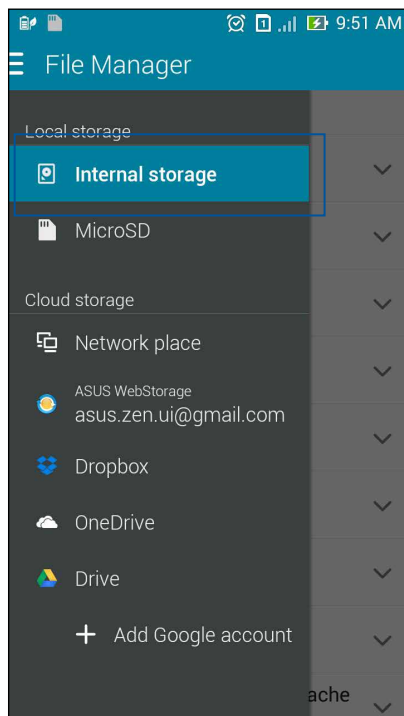 1 9:51 AM
File Manager
Local storage
Internal storage
MicroSD
Cloud storage
Network place
ASUS WebStorage
asus.zen.ui@gmail.com
Dropbox
OneDrive
Drive
+ Add Google account
ache